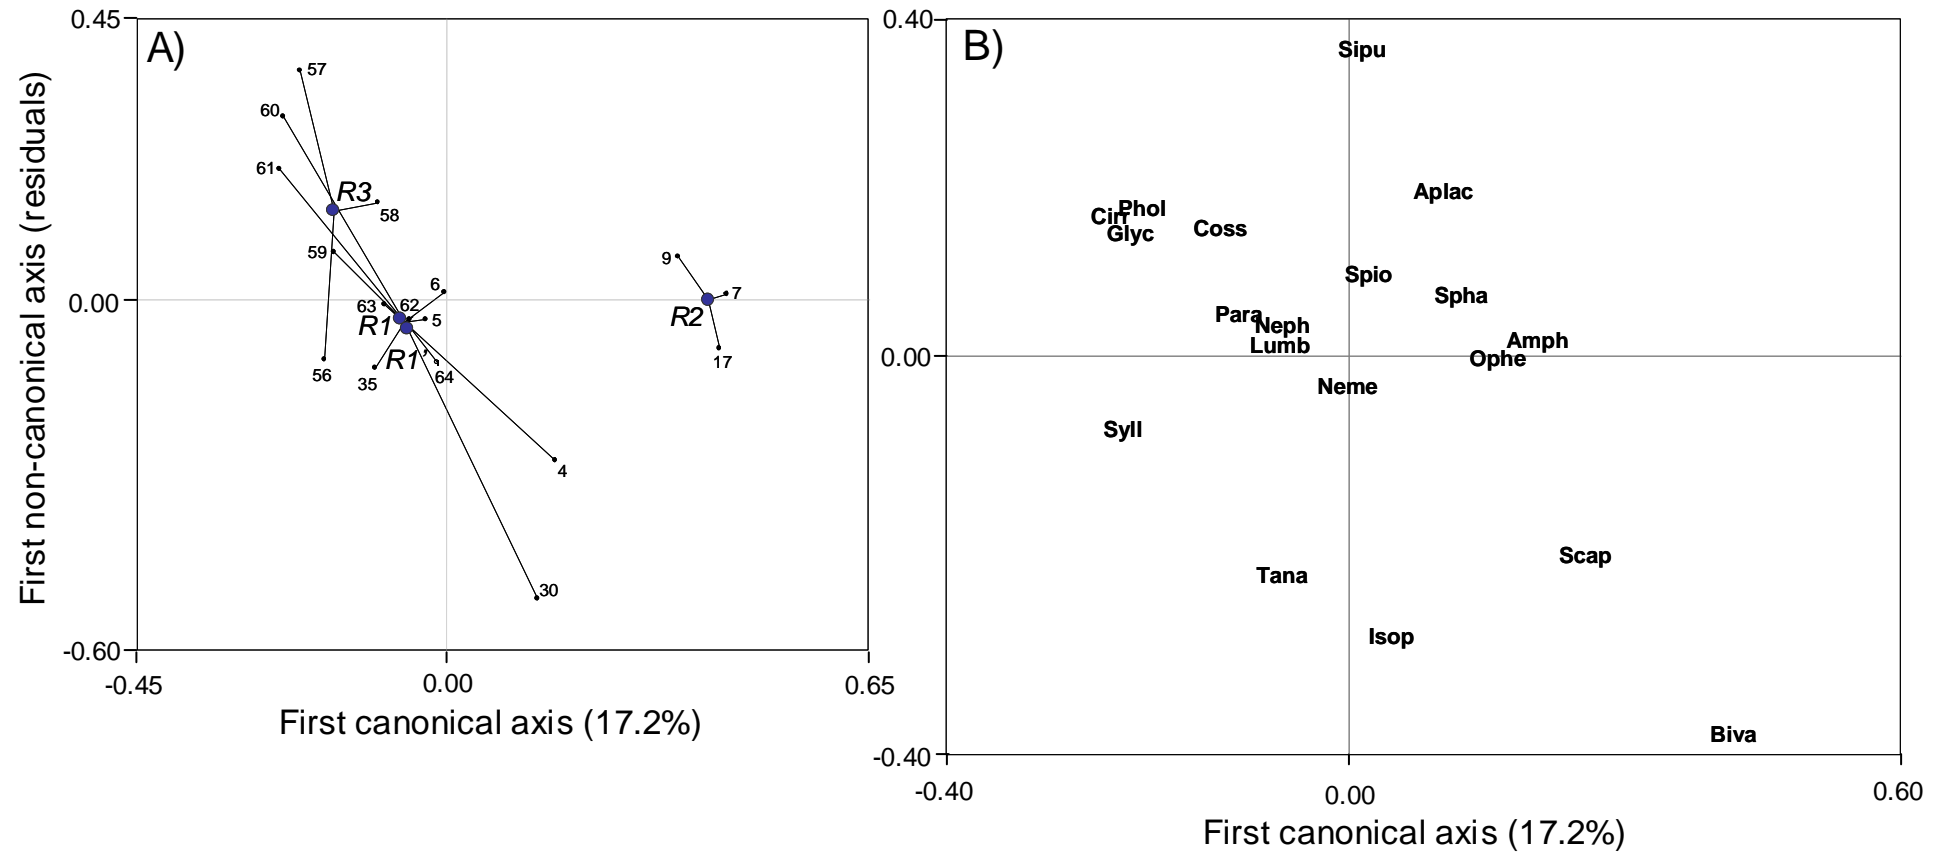 0.45
A)
57
60
61
R3
58
59
6
63
62
5
R1
R1'
9
7
R2
17
56
35
64
4
30
0.00
-0.60
-0.45
0.00
0.65
First non-canonical axis (residuals)
First canonical axis (17.2%)
0.40
B)
Sipu
Aplac
Phol
Cirr
Glyc
Coss
Spio
Spha
Para
Neph
Lumb
Amph
Ophe
0.00
Neme
Syll
Scap
Tana
Isop
Biva
-0.40
-0.40
0.00
0.60
First canonical axis (17.2%)